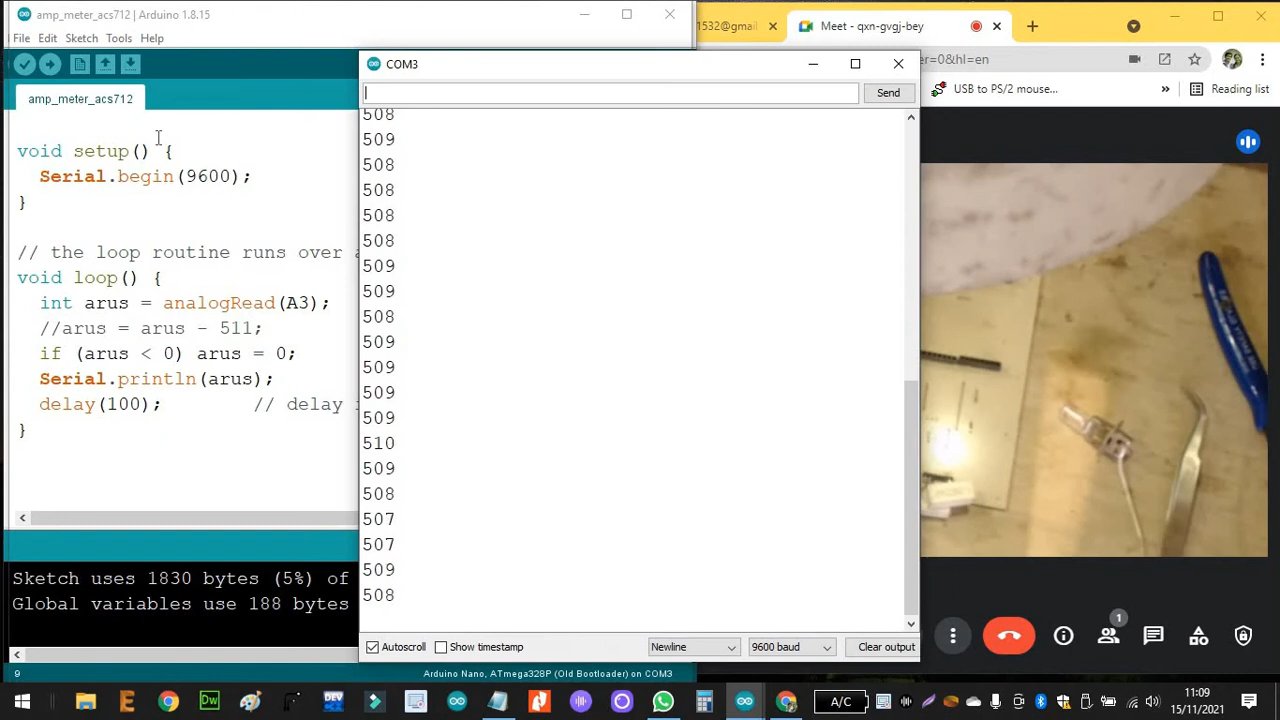 amp_meter_acs712 | Arduino 1.8.15
File Edit Sketch Tools Help
amp_meter_acs712
void setup() {
Serial.begin(9600);
}
// the loop routine runs over
void loop() {
int arus = analogRead(A3);
//arus = arus - 511;
if (arus < 0) arus = 0;
Serial.println(arus);
delay(100); // delay
}
Sketch uses 1830 bytes (5%) of
Global variables use 188 bytes
9
Arduino Nano, ATmega328P (Old Bootloader) on COM3
COM3
Send
508
509
508
508
508
508
509
509
508
509
509
509
509
510
509
508
507
507
509
508
Autoscroll Show timestamp Newline 9600 baud Clear output
1532@gmail
Meet - qxn-gvgj-bey
er=0&hl=en
USB to PS/2 mouse...
» Reading list
1
Dw
DEV
A/C
11:09
15/11/2021